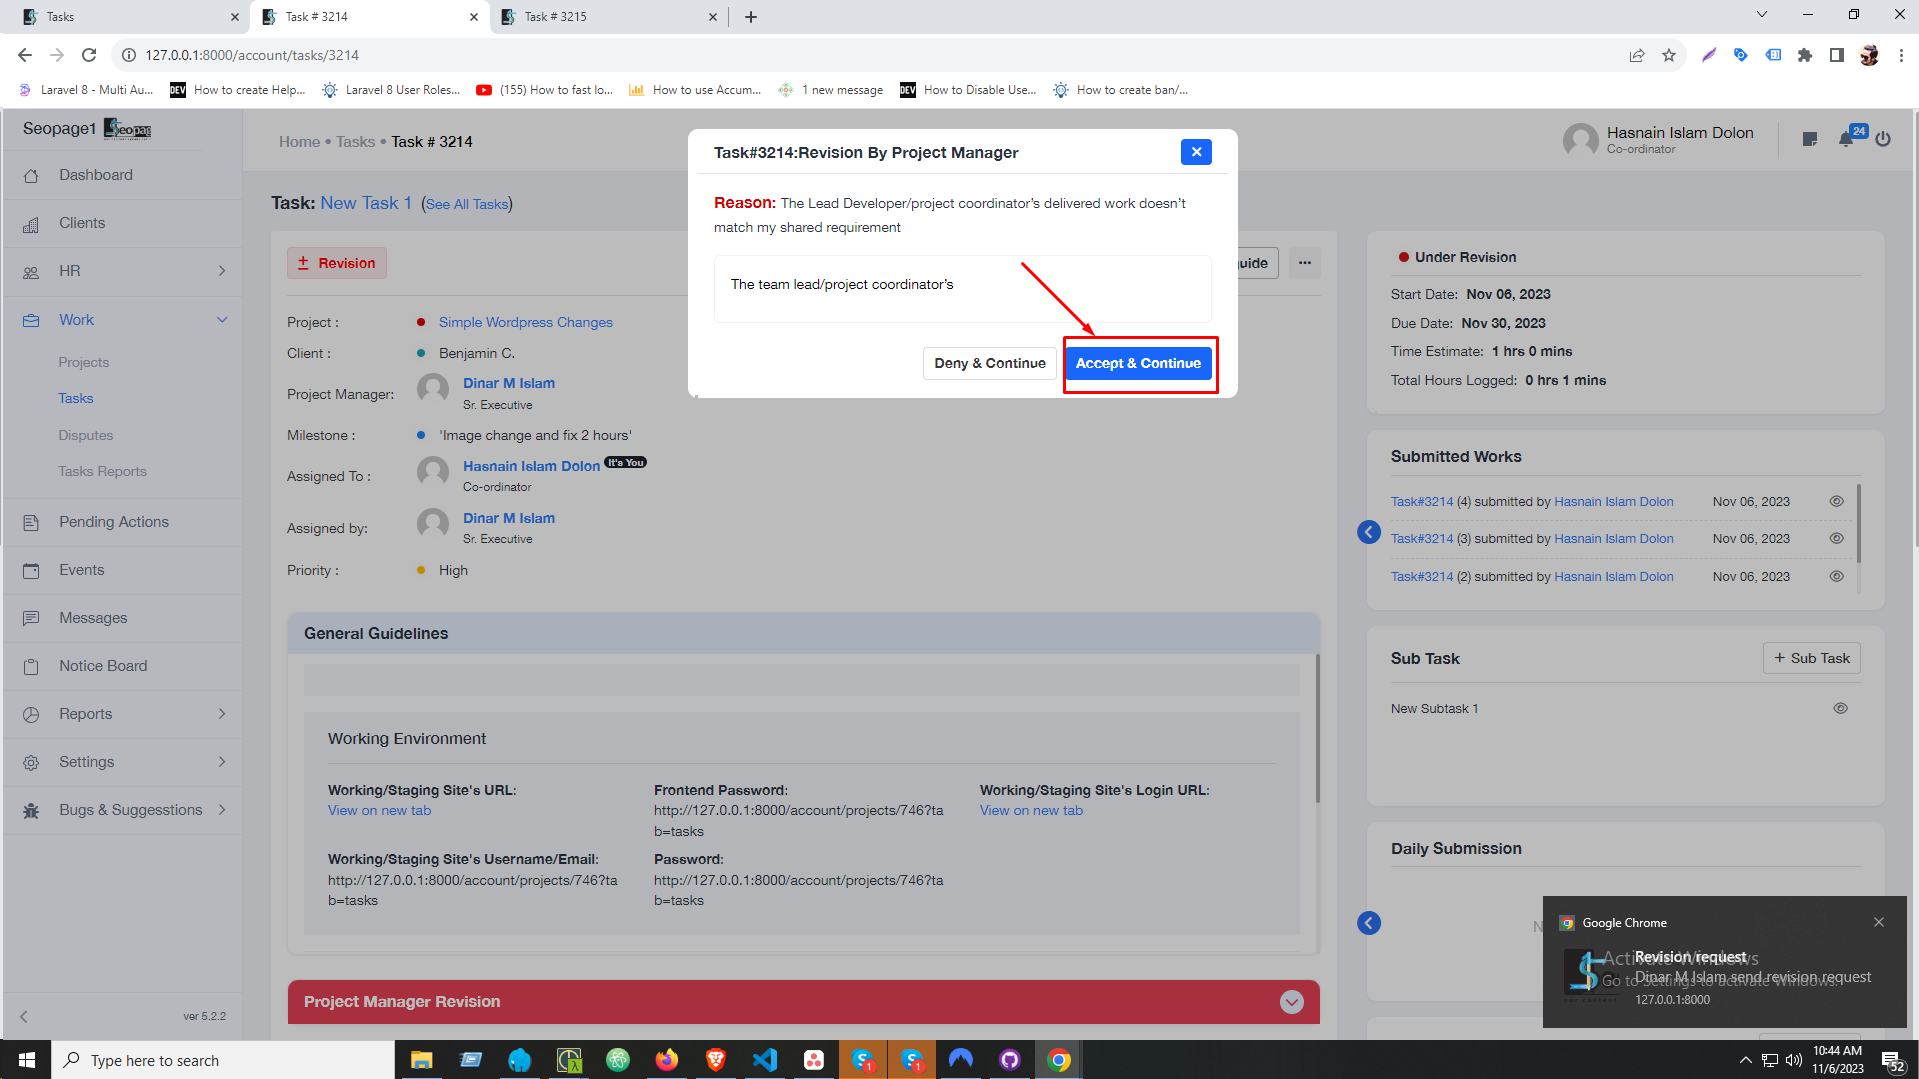 Tasks
Task # 3214
Task # 3215
127.0.0.1:8000/account/tasks/3214
Laravel 8 - Multi Au...
How to create Help...
Laravel 8 User Roles...
(155) How to fast lo...
How to use Accum...
1 new message
How to Disable Use...
How to create ban/...
Seopage1
Home • Tasks • Task # 3214
Hasnain Islam Dolon
Co-ordinator
24
Dashboard
Clients
HR
Work
Projects
Tasks
Disputes
Tasks Reports
Pending Actions
Events
Messages
Notice Board
Reports
Settings
Bugs & Suggesstions
ver 5.2.2
Task: New Task 1 (See All Tasks)
Revision
uide
Project :
Simple Wordpress Changes
Client :
Benjamin C.
Project Manager:
Dinar M Islam
Sr. Executive
Milestone :
'Image change and fix 2 hours'
Assigned To :
Hasnain Islam Dolon It's You
Co-ordinator
Assigned by:
Dinar M Islam
Sr. Executive
Priority :
High
General Guidelines
Working Environment
Working/Staging Site's URL:
View on new tab
Frontend Password:
http://127.0.0.1:8000/account/projects/746?ta
b=tasks
Working/Staging Site's Login URL:
View on new tab
Working/Staging Site's Username/Email:
http://127.0.0.1:8000/account/projects/746?ta
b=tasks
Password:
http://127.0.0.1:8000/account/projects/746?ta
b=tasks
Project Manager Revision
Task#3214:Revision By Project Manager
Reason: The Lead Developer/project coordinator’s delivered work doesn’t
match my shared requirement
The team lead/project coordinator’s
Deny & Continue
Accept & Continue
Under Revision
Start Date: Nov 06, 2023
Due Date: Nov 30, 2023
Time Estimate: 1 hrs 0 mins
Total Hours Logged: 0 hrs 1 mins
Submitted Works
Task#3214 (4) submitted by Hasnain Islam Dolon Nov 06, 2023
Task#3214 (3) submitted by Hasnain Islam Dolon Nov 06, 2023
Task#3214 (2) submitted by Hasnain Islam Dolon Nov 06, 2023
Sub Task
+ Sub Task
New Subtask 1
Daily Submission
Google Chrome
Revision request
Dinar M Islam send revision request
127.0.0.1:8000
Activate Windows
Go to Settings to activate Windows.
Type here to search
10:44 AM
11/6/2023
52